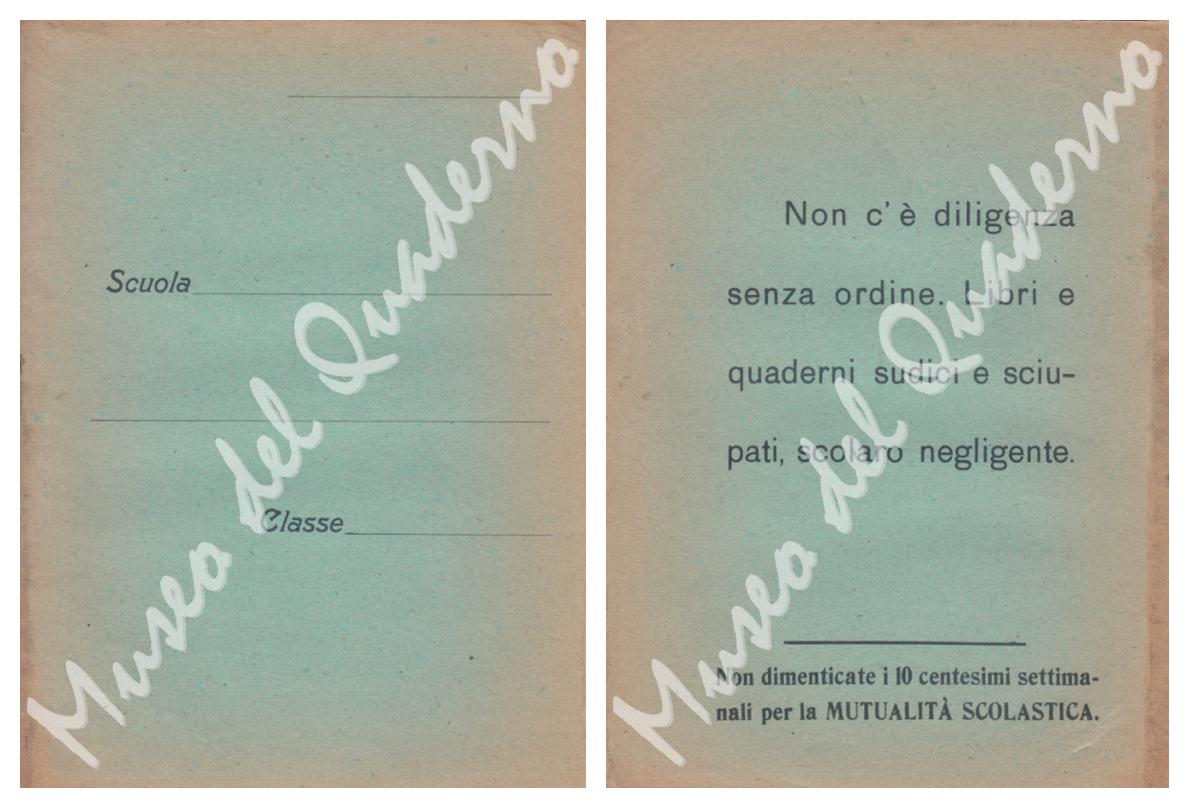 Scuola
Classe
Museo del Quaderno
Non c'è diligenza
senza ordine. Libri e
quaderni sudici e sciu-
pati, scolaro negligente.
Non dimenticate i 10 centesimi settima-
nali per la MUTUALITÀ SCOLASTICA.
Museo del Quaderno